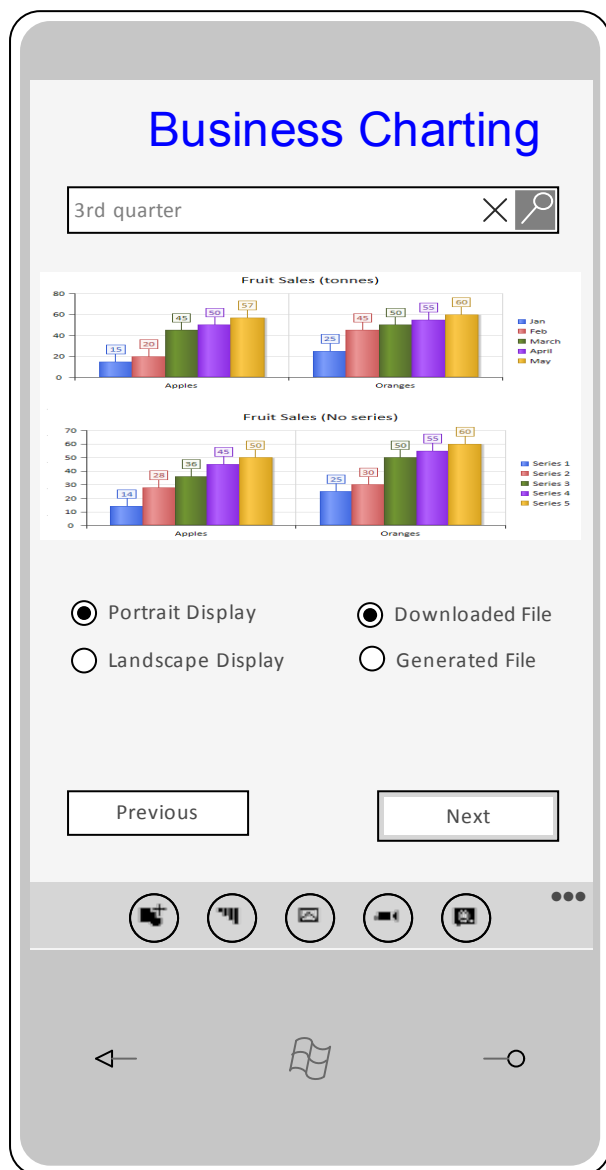 Business Charting
3rd quarter
Fruit Sales (tonnes)
80
60
40
20
0
15
20
45
50
57
25
45
50
55
60
Apples
Oranges
Jan
Feb
March
April
May
Fruit Sales (No series)
70
60
50
40
30
20
10
0
14
28
36
45
50
25
30
50
55
60
Apples
Oranges
Series 1
Series 2
Series 3
Series 4
Series 5
Portrait Display
Downloaded File
Landscape Display
Generated File
Previous
Next